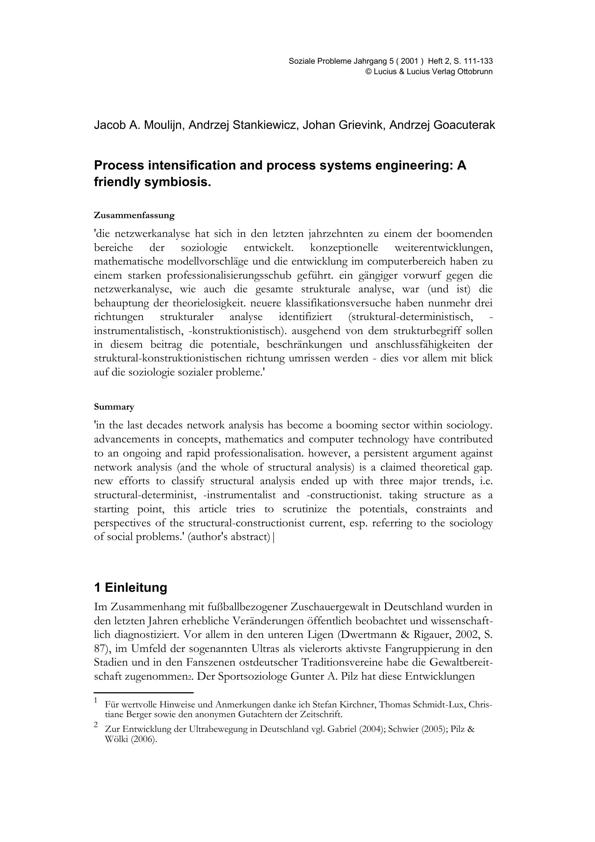 Soziale Probleme Jahrgang 5 ( 2001 ) Heft 2, S. 111-133
© Lucius & Lucius Verlag Ottobrunn
Jacob A. Moulijn, Andrzej Stankiewicz, Johan Grievink, Andrzej Goacuterak
Process intensification and process systems engineering: A
friendly symbiosis.
Zusammenfassung
'die netzwerkanalyse hat sich in den letzten jahrzehnten zu einem der boomenden
bereiche der soziologie entwickelt. konzeptionelle weiterentwicklungen,
mathematische modellvorschläge und die entwicklung im computerbereich haben zu
einem starken professionalisierungsschub geführt. ein gängiger vorwurf gegen die
netzwerkanalyse, wie auch die gesamte strukturale analyse, war (und ist) die
behauptung der theorielosigkeit. neuere klassifikationsversuche haben nunmehr drei
richtungen strukturaler analyse identifiziert (struktural-deterministisch, -
instrumentalistisch, -konstruktionistisch). ausgehend von dem strukturbegriff sollen
in diesem beitrag die potentiale, beschränkungen und anschlussfähigkeiten der
struktural-konstruktionistischen richtung umrissen werden - dies vor allem mit blick
auf die soziologie sozialer probleme.'
Summary
'in the last decades network analysis has become a booming sector within sociology.
advancements in concepts, mathematics and computer technology have contributed
to an ongoing and rapid professionalisation. however, a persistent argument against
network analysis (and the whole of structural analysis) is a claimed theoretical gap.
new efforts to classify structural analysis ended up with three major trends, i.e.
structural-determinist, -instrumentalist and -constructionist. taking structure as a
starting point, this article tries to scrutinize the potentials, constraints and
perspectives of the structural-constructionist current, esp. referring to the sociology
of social problems.' (author's abstract)|
1 Einleitung
Im Zusammenhang mit fußballbezogener Zuschauergewalt in Deutschland wurden in
den letzten Jahren erhebliche Veränderungen öffentlich beobachtet und wissenschaft-
lich diagnostiziert. Vor allem in den unteren Ligen (Dwertmann & Rigauer, 2002, S.
87), im Umfeld der sogenannten Ultras als vielerorts aktivste Fangruppierung in den
Stadien und in den Fanszenen ostdeutscher Traditionsvereine habe die Gewaltbereit-
schaft zugenommen2. Der Sportsoziologe Gunter A. Pilz hat diese Entwicklungen
1 Für wertvolle Hinweise und Anmerkungen danke ich Stefan Kirchner, Thomas Schmidt-Lux, Chris-
tiane Berger sowie den anonymen Gutachtern der Zeitschrift.
2 Zur Entwicklung der Ultrabewegung in Deutschland vgl. Gabriel (2004); Schwier (2005); Pilz &
Wölki (2006).